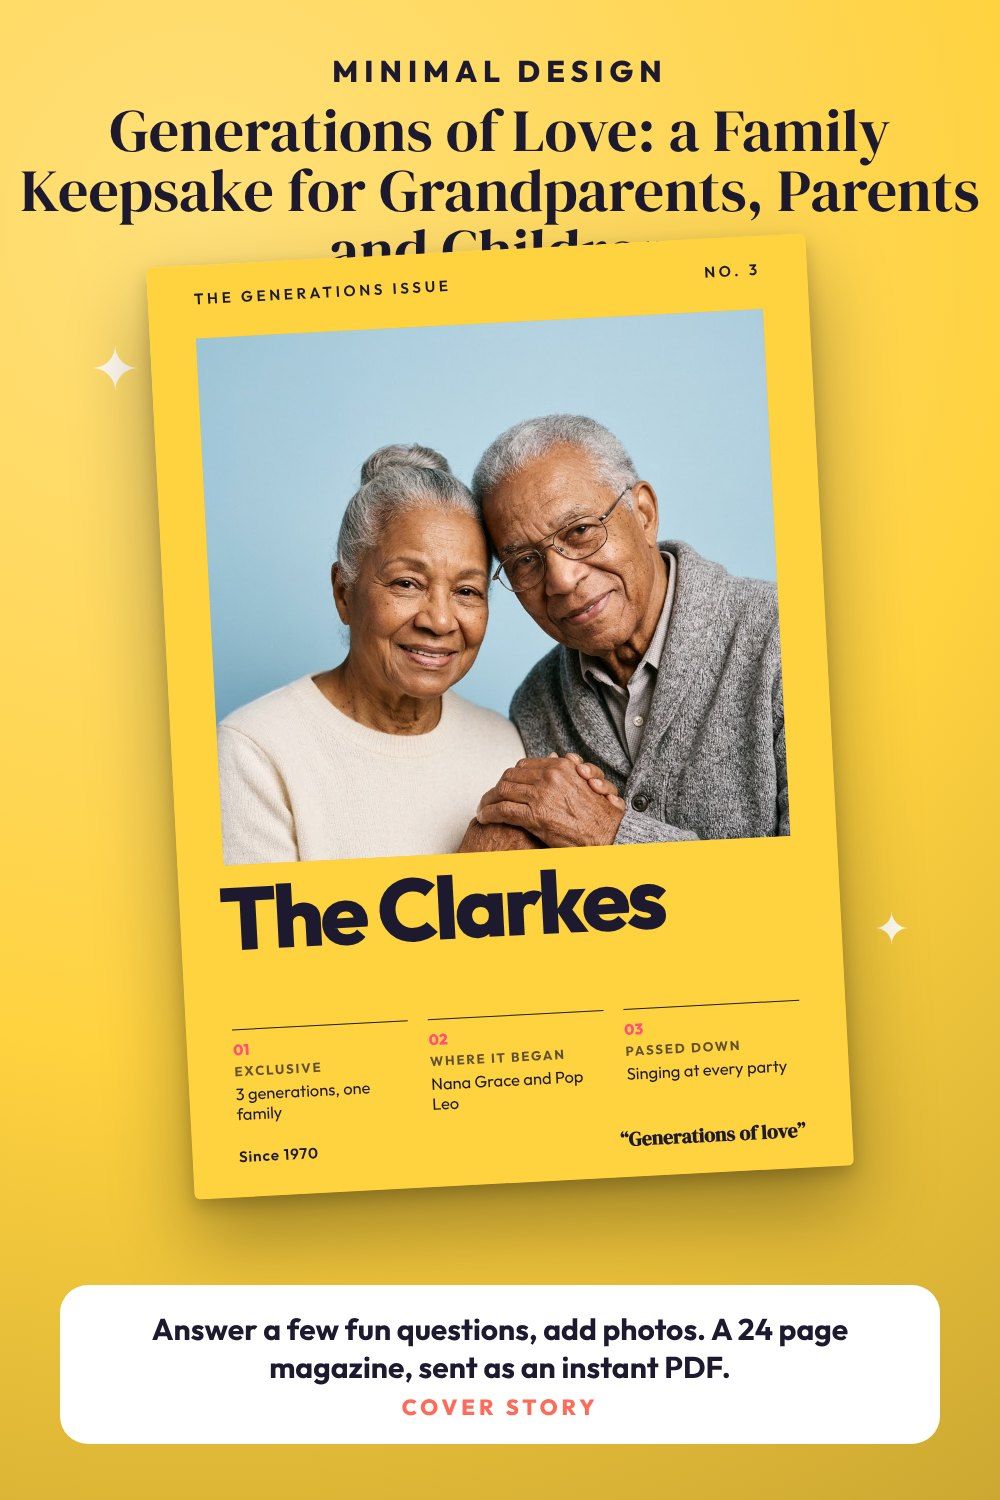 MINIMAL DESIGN
Generations of Love: a Family
Keepsake for Grandparents, Parents
and
THE GENERATIONS ISSUE
NO. 3
The Clarkes
01
EXCLUSIVE
3 generations, one
family
02
WHERE IT BEGAN
Nana Grace and Pop
Leo
03
PASSED DOWN
Singing at every party
Since 1970
“Generations of love”
Answer a few fun questions, add photos. A 24 page
magazine, sent as an instant PDF.
COVER STORY